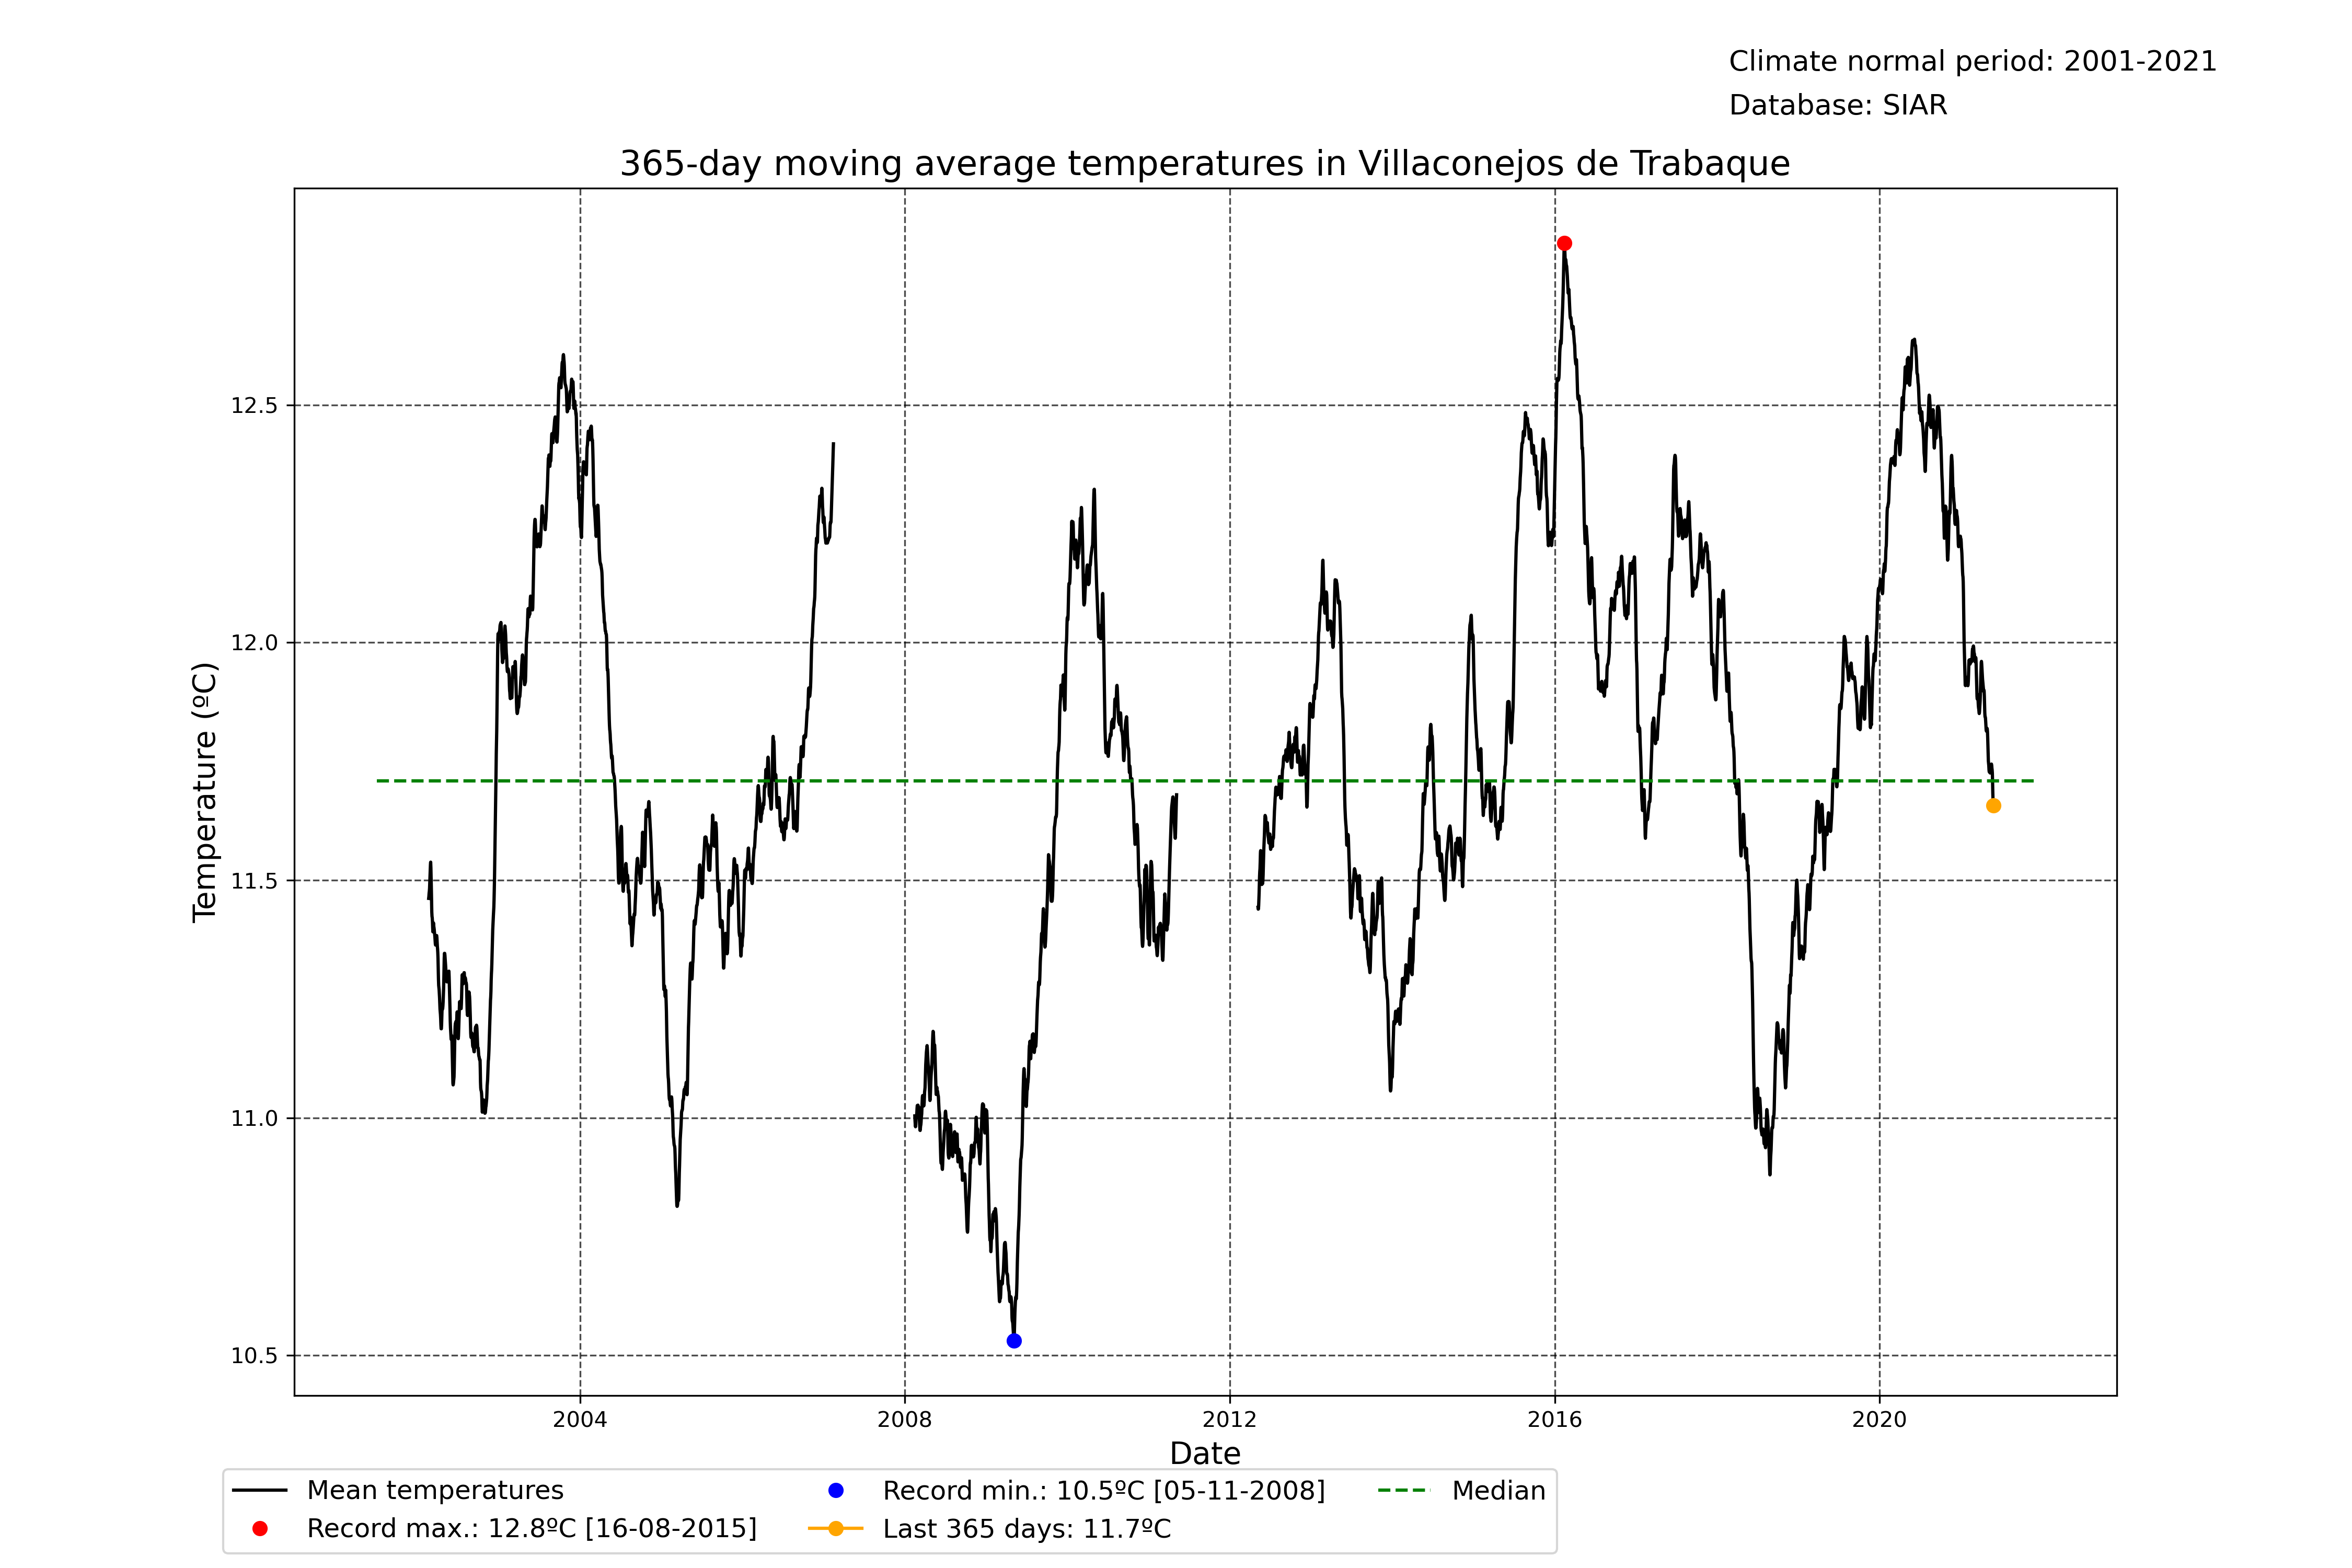 Climate normal period: 2001-2021
Database: SIAR
365-day moving average temperatures in Villaconejos de Trabaque
Temperature (ºC)
12.5
12.0
11.5
11.0
10.5
2004 2008 2012 2016 2020
Date
Mean temperatures
Record max.: 12.8ºC [16-08-2015]
Record min.: 10.5ºC [05-11-2008]
Last 365 days: 11.7ºC
Median